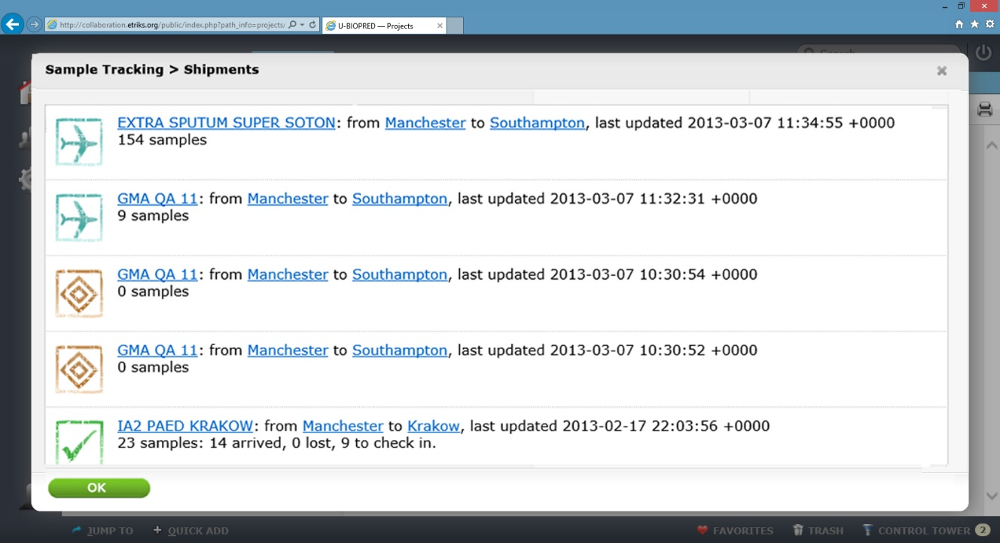 http://collaboration.etriks.org/public/index.php?path_info=projects/
U-BIOPRED — Projects
Sample Tracking > Shipments
EXTRA SPUTUM SUPER SOTON: from Manchester to Southampton, last updated 2013-03-07 11:34:55 +0000
154 samples
GMA QA 11: from Manchester to Southampton, last updated 2013-03-07 11:32:31 +0000
9 samples
GMA QA 11: from Manchester to Southampton, last updated 2013-03-07 10:30:54 +0000
0 samples
GMA QA 11: from Manchester to Southampton, last updated 2013-03-07 10:30:52 +0000
0 samples
IA2 PAED KRAKOW: from Manchester to Krakow, last updated 2013-02-17 22:03:56 +0000
23 samples: 14 arrived, 0 lost, 9 to check in.
OK
JUMP TO + QUICK ADD FAVORITES TRASH CONTROL TOWER 2